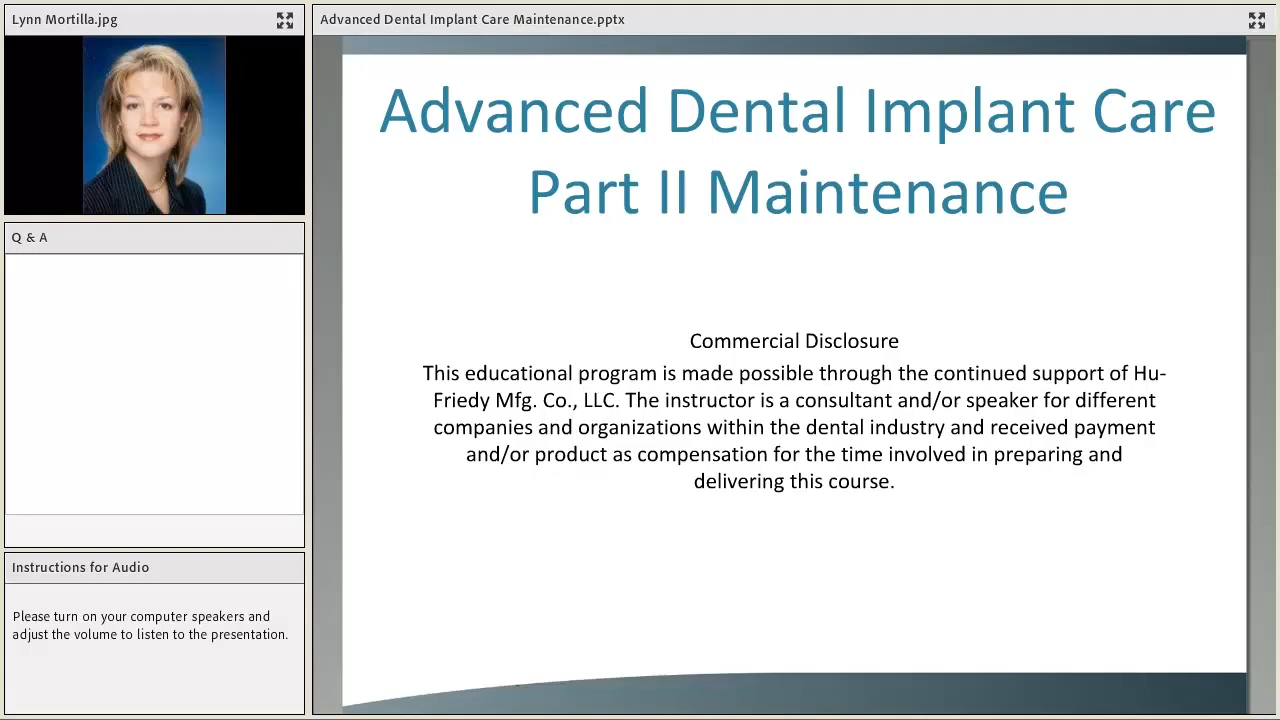 Lynn Mortilla.jpg
Q & A
Instructions for Audio
Please turn on your computer speakers and
adjust the volume to listen to the presentation.
Advanced Dental Implant Care Maintenance.pptx
Advanced Dental Implant Care
Part II Maintenance
Commercial Disclosure
This educational program is made possible through the continued support of Hu-
Friedy Mfg. Co., LLC. The instructor is a consultant and/or speaker for different
companies and organizations within the dental industry and received payment
and/or product as compensation for the time involved in preparing and
delivering this course.